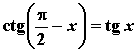 ctg(π/2 − x) = tg x